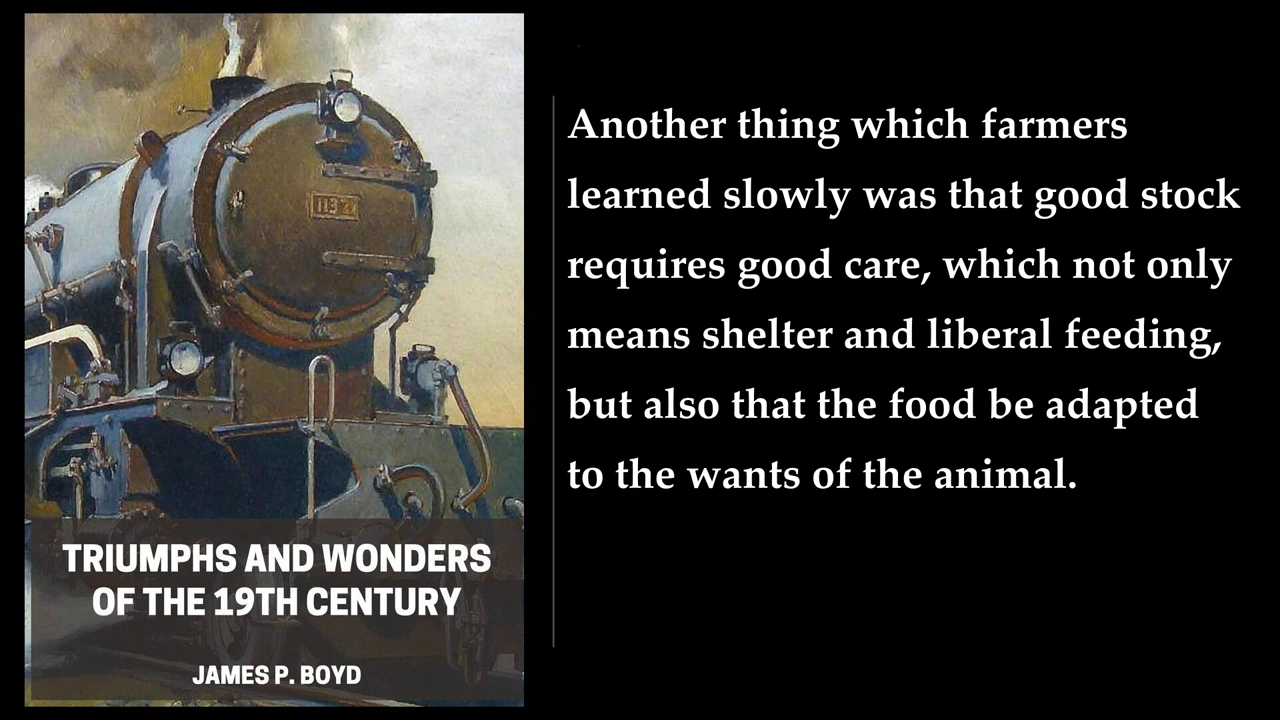 TRIUMPHS AND WONDERS
OF THE 19TH CENTURY
JAMES P. BOYD
Another thing which farmers
learned slowly was that good stock
requires good care, which not only
means shelter and liberal feeding,
but also that the food be adapted
to the wants of the animal.